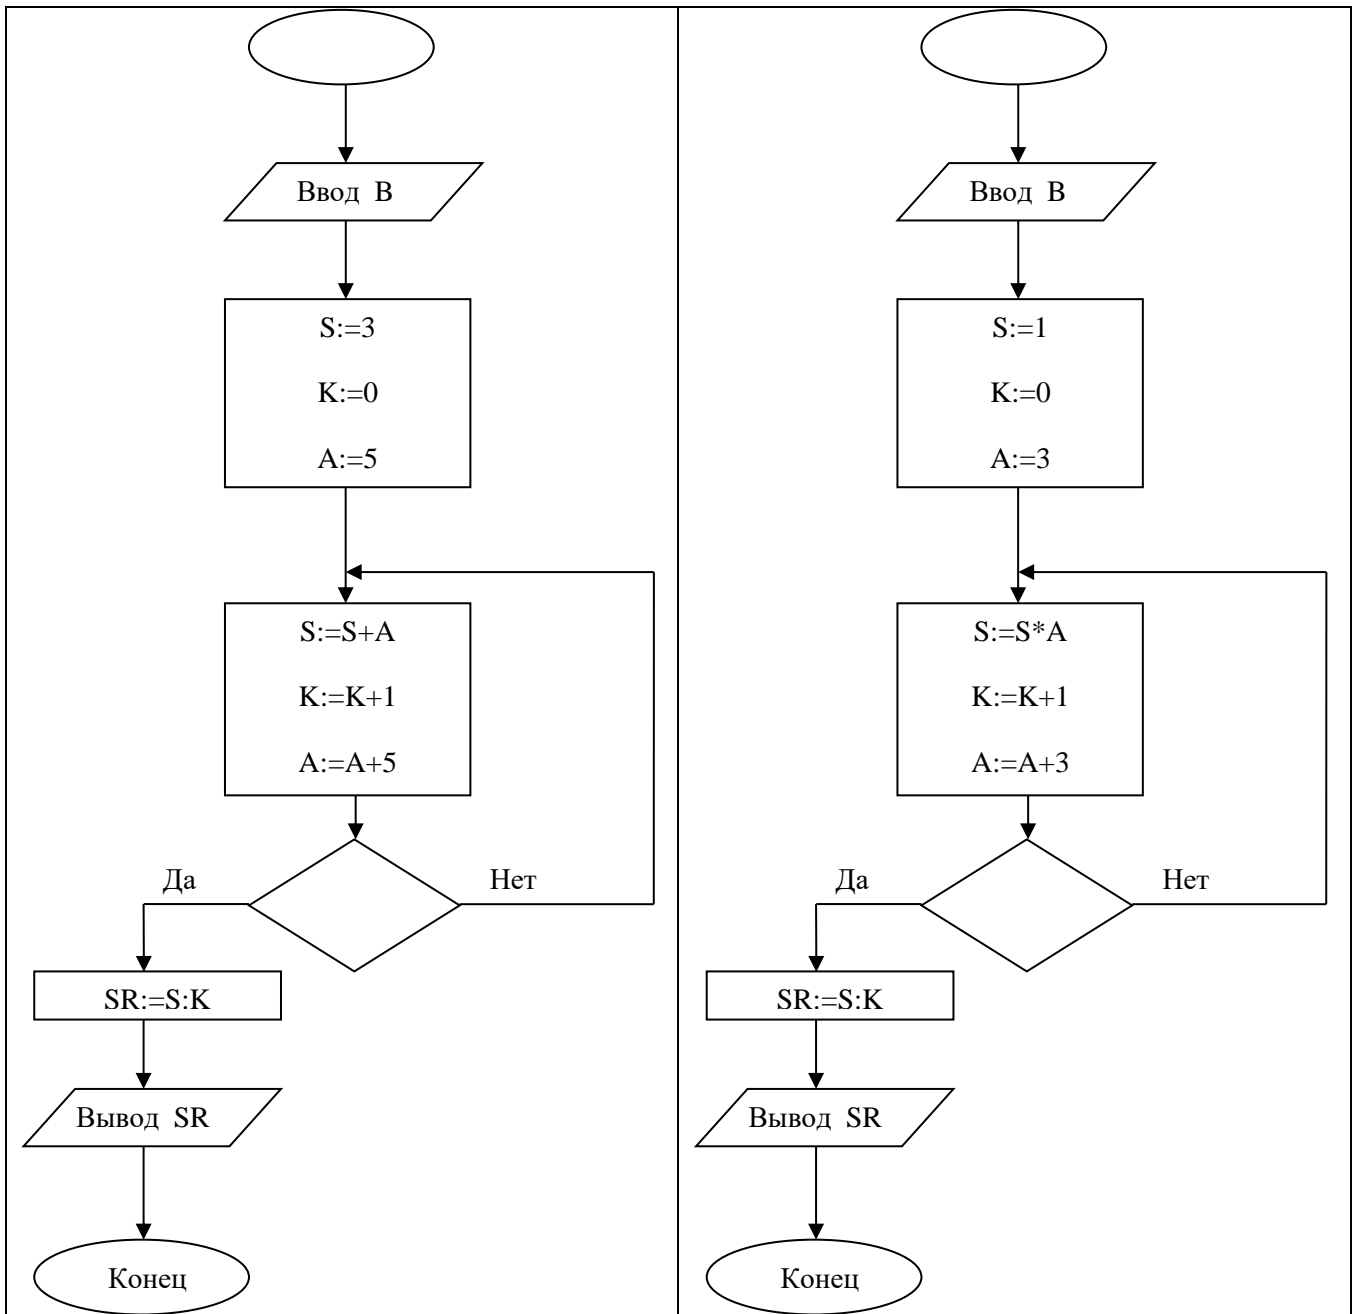 Ввод B
S:=3
K:=0
A:=5
S:=S+A
K:=K+1
A:=A+5
Да
Нет
SR:=S:K
Вывод SR
Конец
Ввод B
S:=1
K:=0
A:=3
S:=S*A
K:=K+1
A:=A+3
Да
Нет
SR:=S:K
Вывод SR
Конец